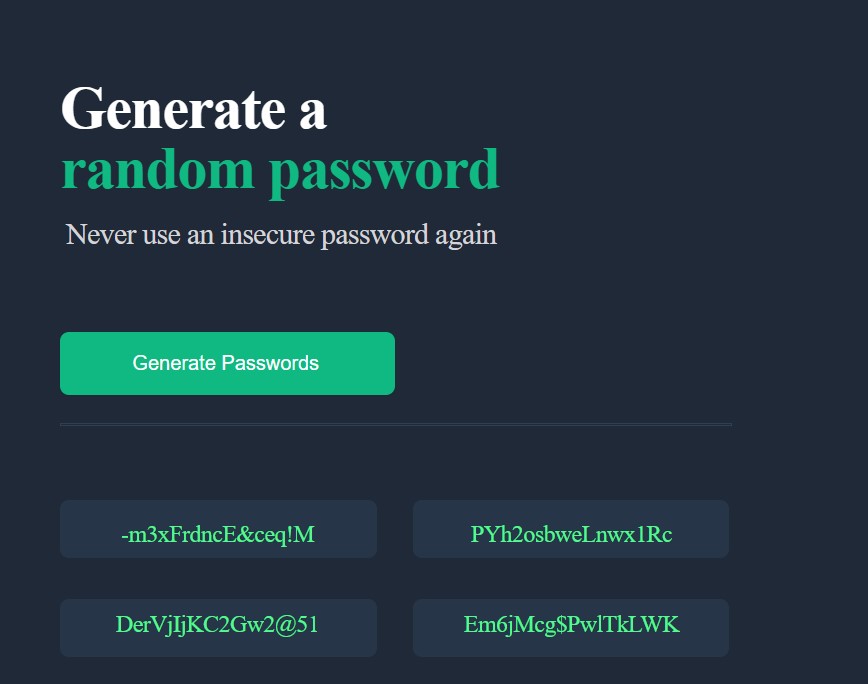 Generate a
random password
Never use an insecure password again
Generate Passwords
-m3xFrdncE&ceq!M
PYh2osbweLnwx1Rc
DerVjIjKC2Gw2@51
Em6jMcg$PwlTkLWK